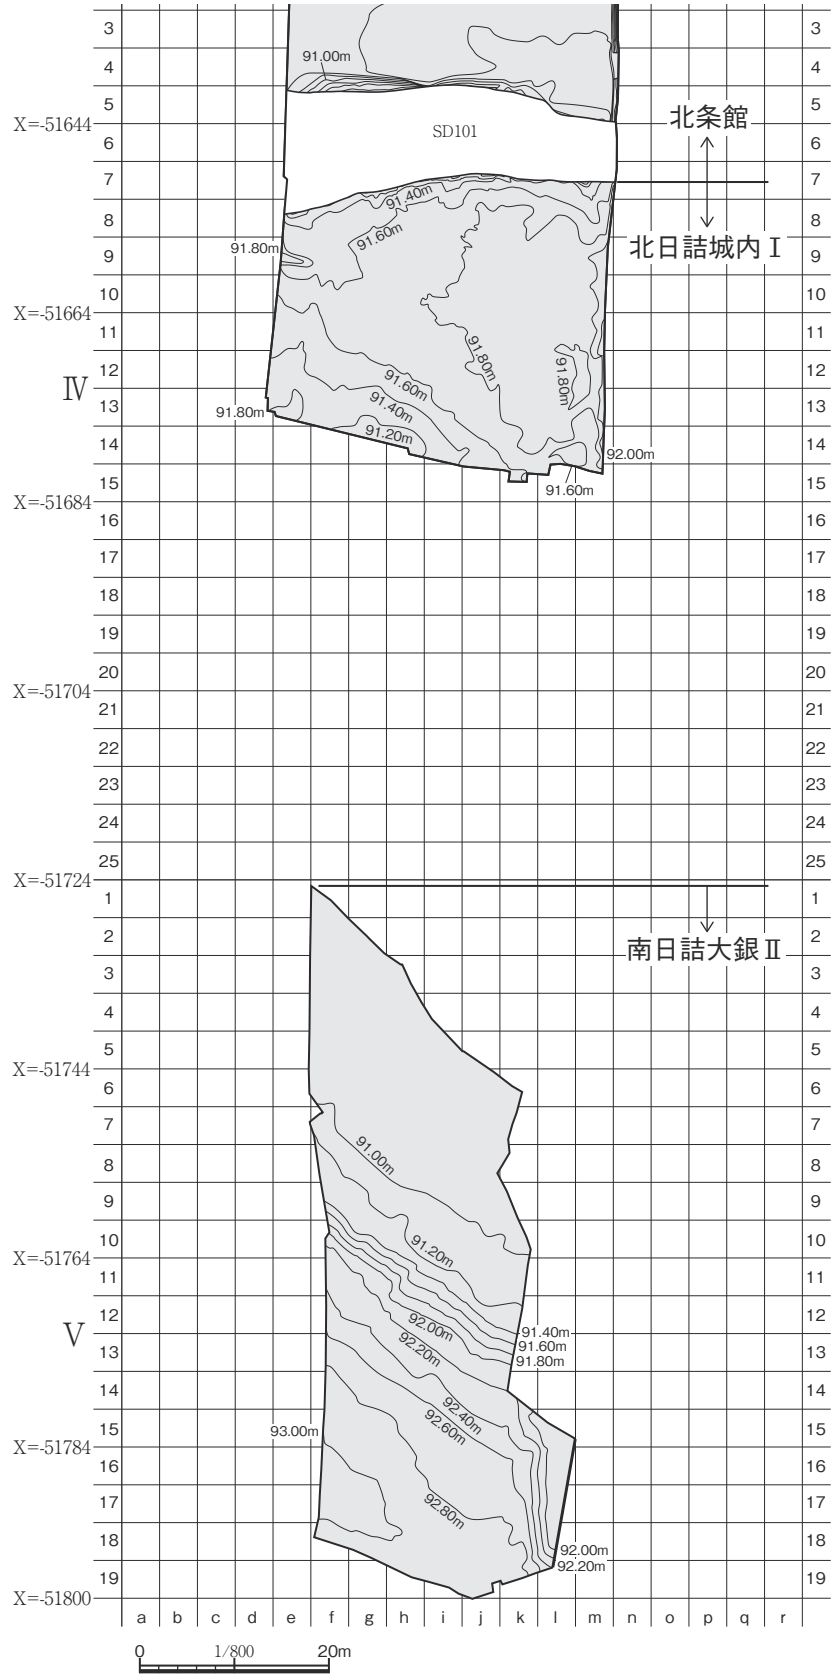 3 3
91.00m
4 4
5 5
X=-51644
SD101
北条館
6 6
7 7
91.40m
8 8
91.60m
91.80m
北日詰城内Ⅰ
9 9
10 10
X=-51664
11 11
91.80m
12 12
Ⅳ
91.60m
91.80m
13 13
91.80m
91.40m
91.20m
14 14
92.00m
15 15
91.60m
X=-51684
16 16
17 17
18 18
19 19
20 20
X=-51704
21 21
22 22
23 23
24 24
25 25
X=-51724
1 1
2 2
南日詰大銀Ⅱ
3 3
4 4
5 5
X=-51744
6 6
7 7
91.00m
8 8
9 9
10 10
91.20m
X=-51764
11 11
12 12
Ⅴ
92.00m
91.40m
92.20m
91.60m
13 13
91.80m
14 14
92.40m
15 15
93.00m
92.60m
X=-51784
16 16
17 17
92.80m
18 18
92.00m
92.20m
19 19
X=-51800
a b c d e f g h i j k l m n o p q r
0 1/800 20m